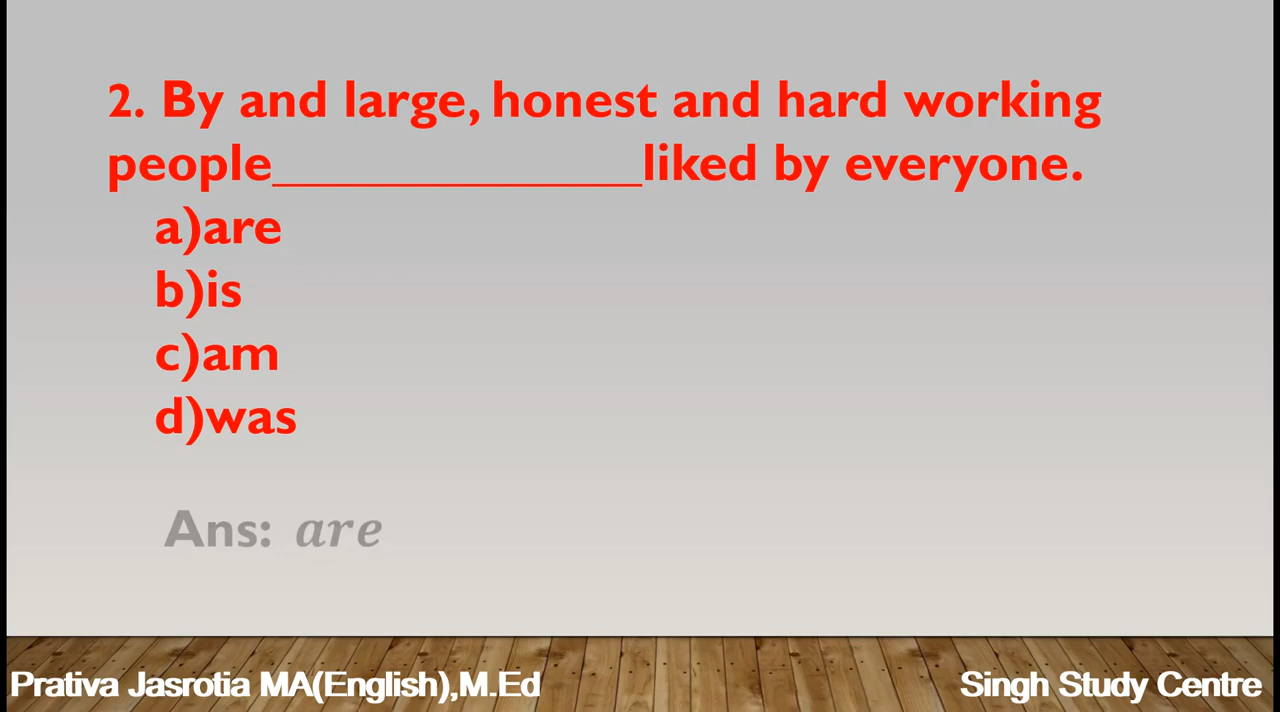 2. By and large, honest and hard working
people______________liked by everyone.
a)are
b)is
c)am
d)was
Ans: are
Prativa Jasrotia MA(English),M.Ed
Singh Study Centre